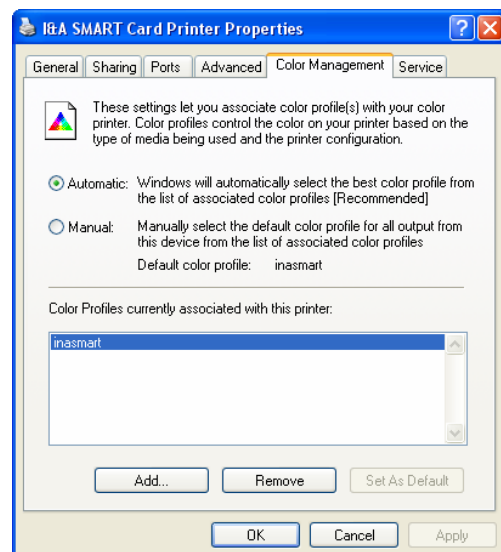 I&A SMART Card Printer Properties
General Sharing Ports Advanced Color Management Service
These settings let you associate color profile(s) with your color
printer. Color profiles control the color on your printer based on the
type of media being used and the printer configuration.
Automatic: Windows will automatically select the best color profile from
the list of associated color profiles [Recommended]
Manual: Manually select the default color profile for all output from
this device from the list of associated color profiles
Default color profile: inasmart
Color Profiles currently associated with this printer:
inasmart
Add... Remove Set As Default
OK Cancel Apply